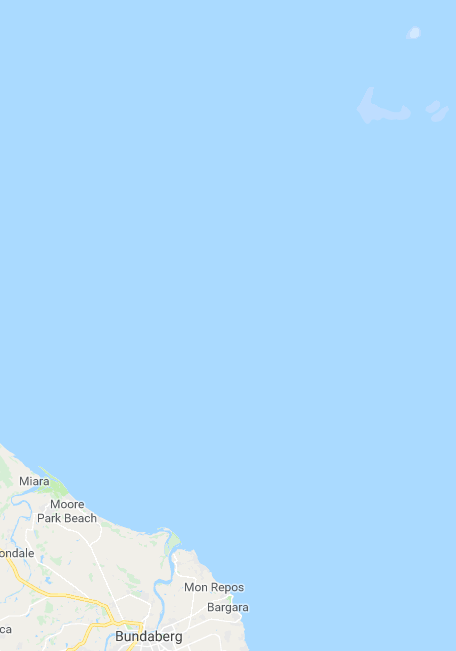 Miara
Moore
Park Beach
ondale
Mon Repos
Bargara
ca
Bundaberg